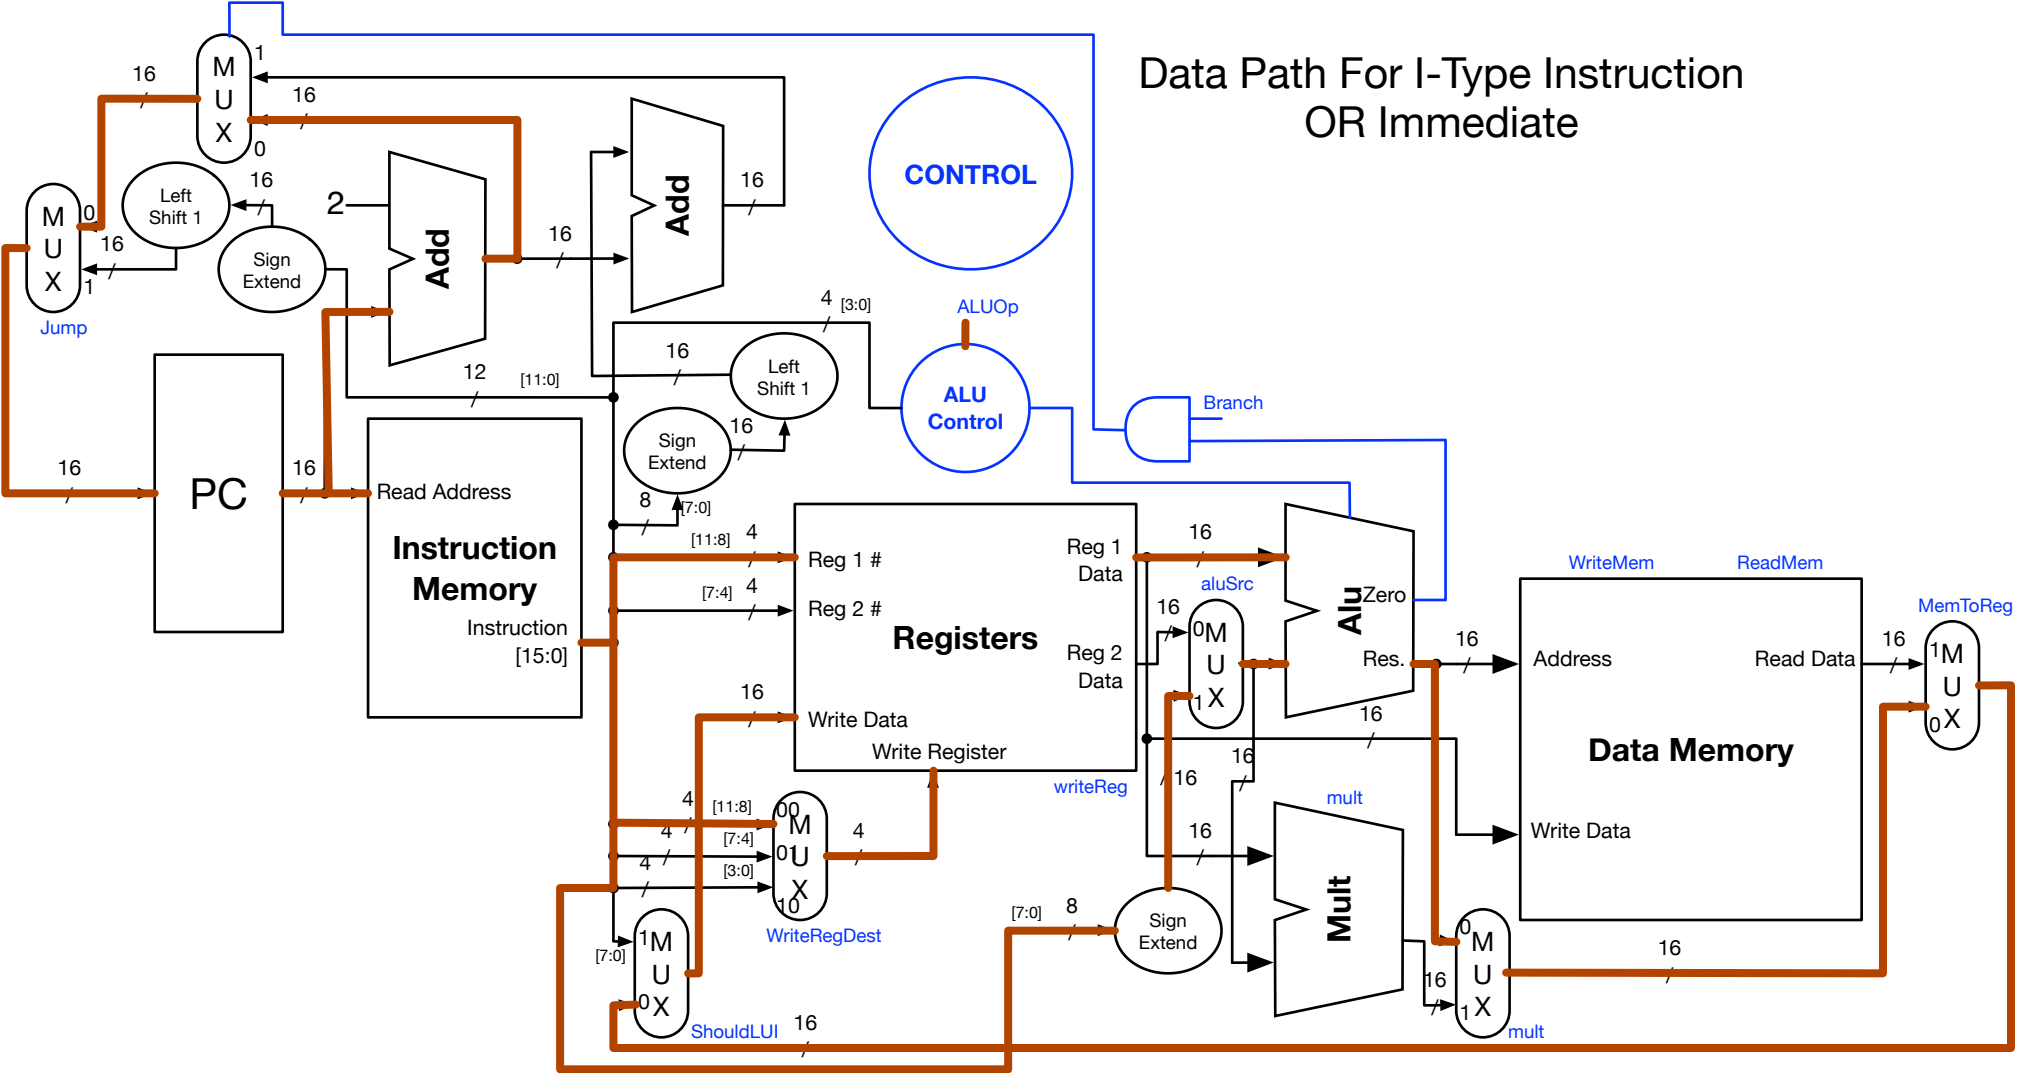 Data Path For I-Type Instruction
OR Immediate
M
U
X
1
0
16
16
M
U
X
0
1
Jump
16
Left
Shift 1
16
Sign
Extend
2
Add
16
Add
16
CONTROL
4
[3:0]
ALUOp
ALU
Control
16
Left
Shift 1
12
[11:0]
Sign
Extend
16
8
[7:0]
Branch
16
PC
16
Read Address
Instruction
Memory
Instruction
[15:0]
[11:8]
4
[7:4]
4
16
Reg 1 #
Reg 2 #
Registers
Write Data
Write Register
Reg 1
Data
Reg 2
Data
writeReg
16
aluSrc
16
0
M
U
X
1
Alu
Zero
Res.
16
16
16
16
WriteMem
ReadMem
Address
Read Data
Data Memory
Write Data
16
MemToReg
1
M
U
X
0
4
[11:8]
4
[7:4]
4
[3:0]
00
M
01
U
X
10
WriteRegDest
4
[7:0]
1
M
U
X
0
ShouldLUI
16
[7:0]
8
Sign
Extend
16
mult
Mult
16
0
M
U
X
1
mult
16